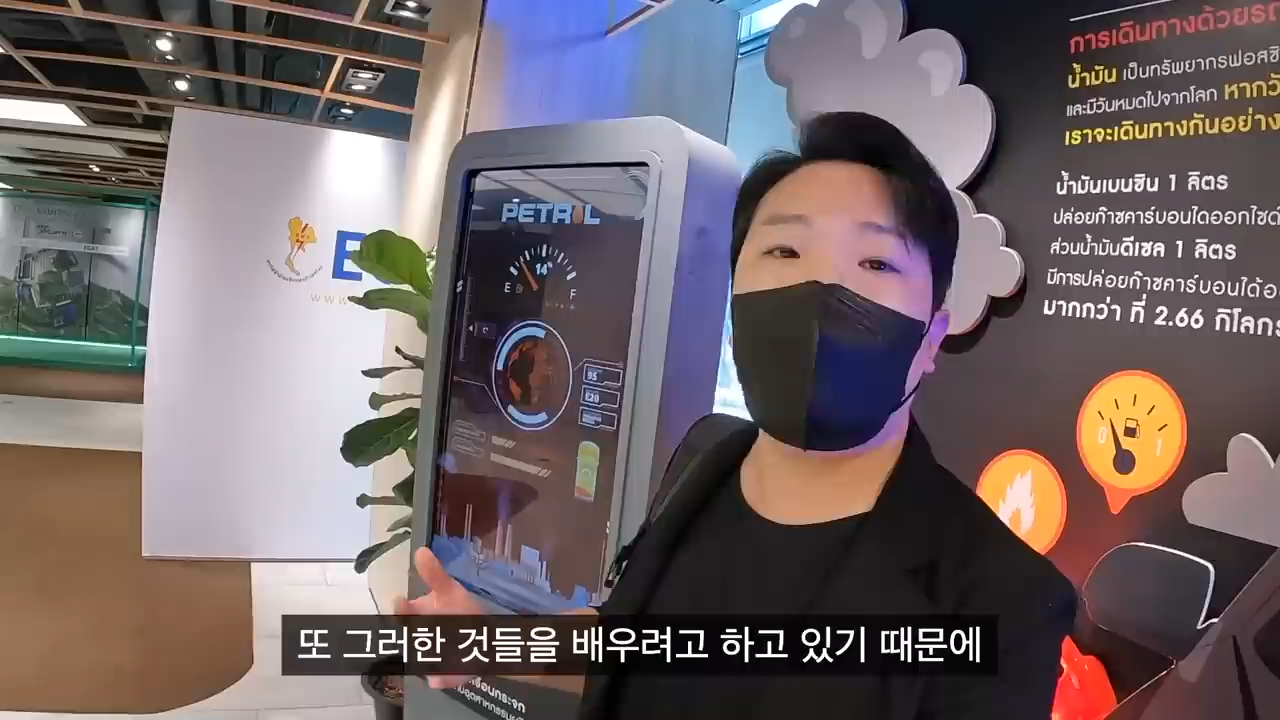 การเดินทางด้วยรถ
น้ำมัน เป็นทรัพยากรฟอสซิ
และมีวันหมดไปจากโลก หากวั
เราจะเดินทางกันอย่าง
น้ำมันเบนซิน 1 ลิตร
ปล่อยก๊าซคาร์บอนไดออกไซด์
ส่วนน้ำมันดีเซล 1 ลิตร
มีการปล่อยก๊าซคาร์บอนได้อ
มากกว่า ที่ 2.66 กิโลกร
0 1
PETROL
14%
E F
95
E20
E
www
EGAT
또 그러한 것들을 배우려고 하고 있기 때문에